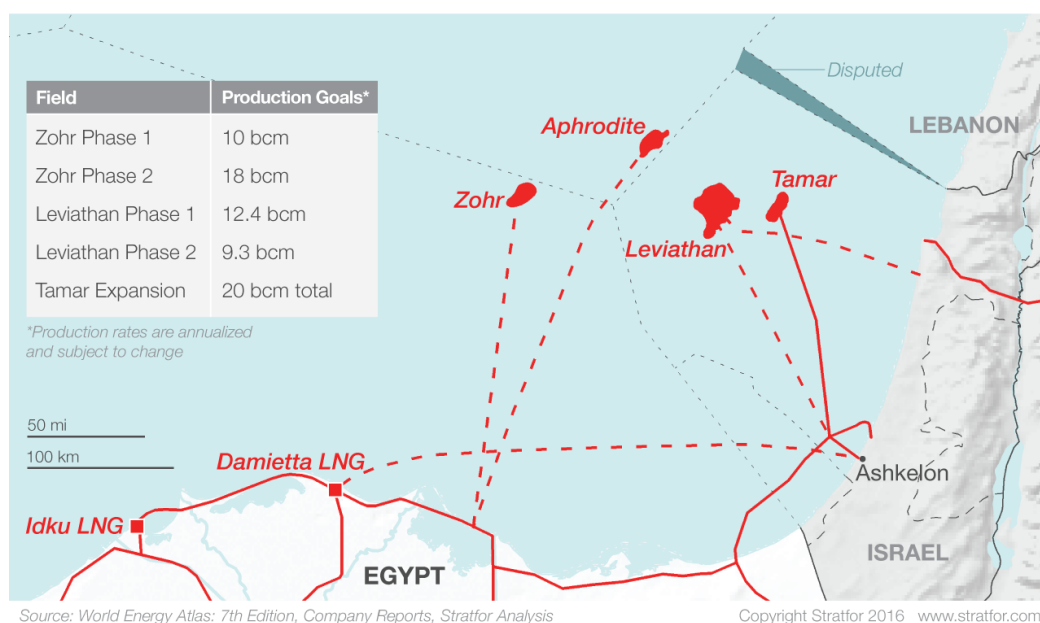 Disputed
LEBANON
Field Production Goals*
Zohr Phase 1 10 bcm
Zohr Phase 2 18 bcm
Leviathan Phase 1 12.4 bcm
Leviathan Phase 2 9.3 bcm
Tamar Expansion 20 bcm total
*Production rates are annualized
and subject to change
Aphrodite
Zohr
Tamar
Leviathan
50 mi
100 km
Damietta LNG
Ashkelon
Idku LNG
EGYPT
ISRAEL
Source: World Energy Atlas: 7th Edition, Company Reports, Stratfor Analysis
Copyright Stratfor 2016 www.stratfor.com